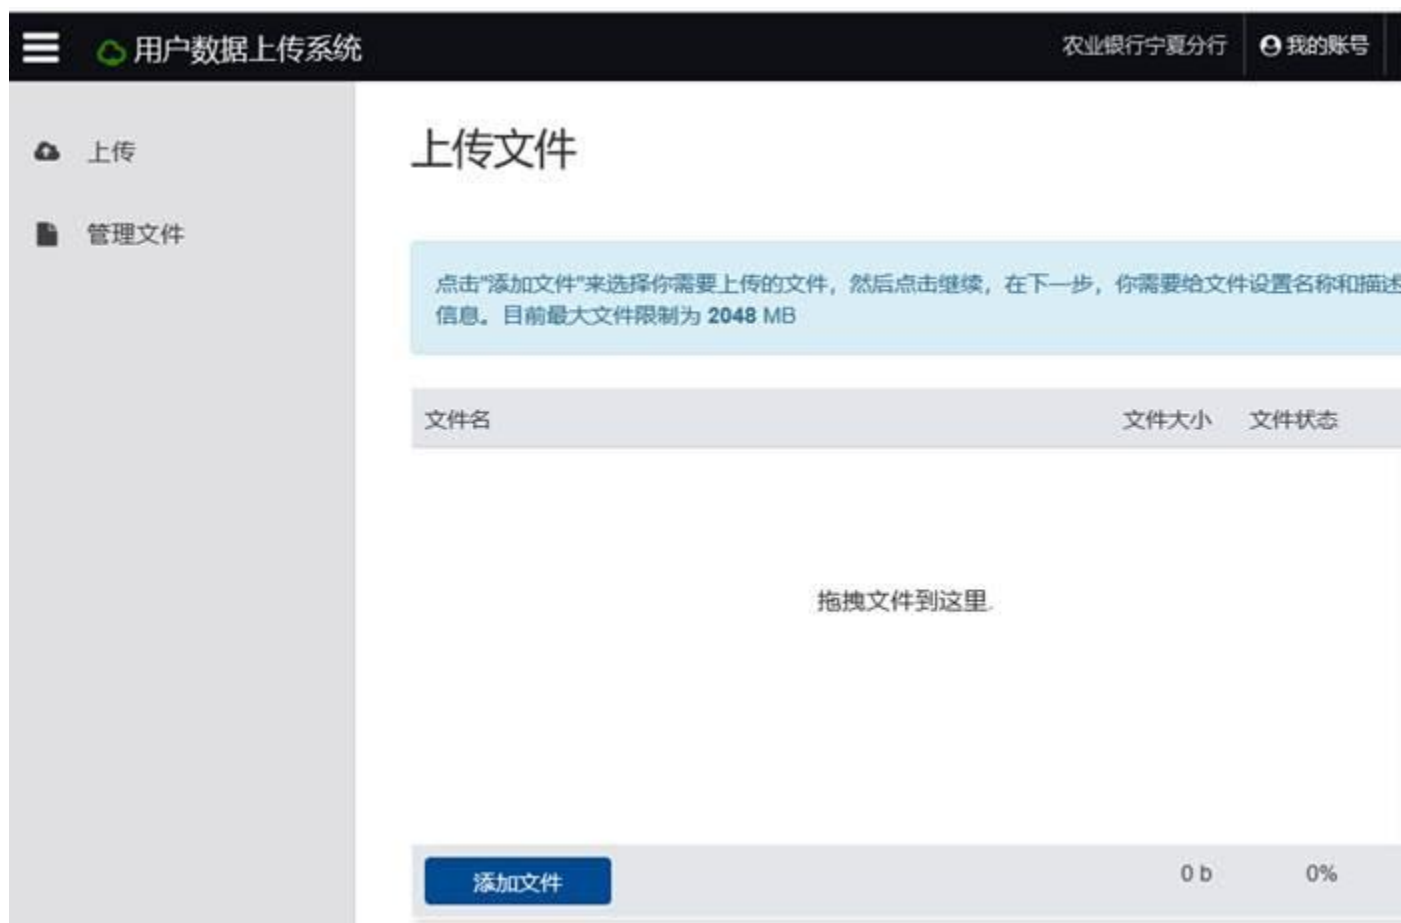 用户数据上传系统 农业银行宁夏分行 我的账号
上传
管理文件
上传文件
点击"添加文件"来选择你需要上传的文件，然后点击继续，在下一步，你需要给文件设置名称和描述
信息。目前最大文件限制为 2048 MB
文件名 文件大小 文件状态
拖拽文件到这里.
添加文件 0 b 0%